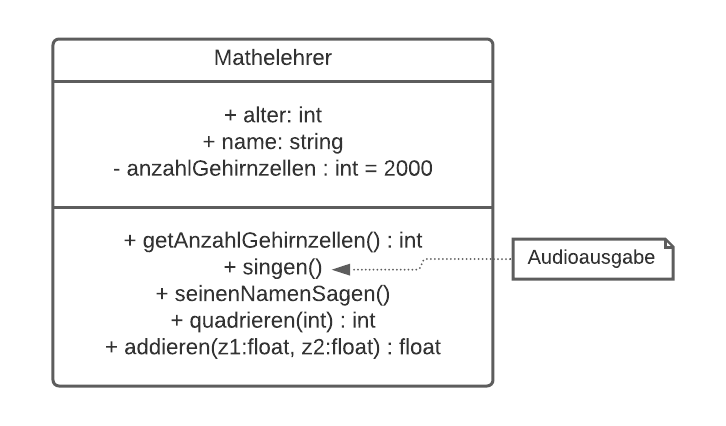 Mathelehrer
+ alter: int
+ name: string
- anzahlGehirnzellen : int = 2000
+ getAnzahlGehirnzellen() : int
+ singen()
Audioausgabe
+ seinenNamenSagen()
+ quadrieren(int) : int
+ addieren(z1:float, z2:float) : float